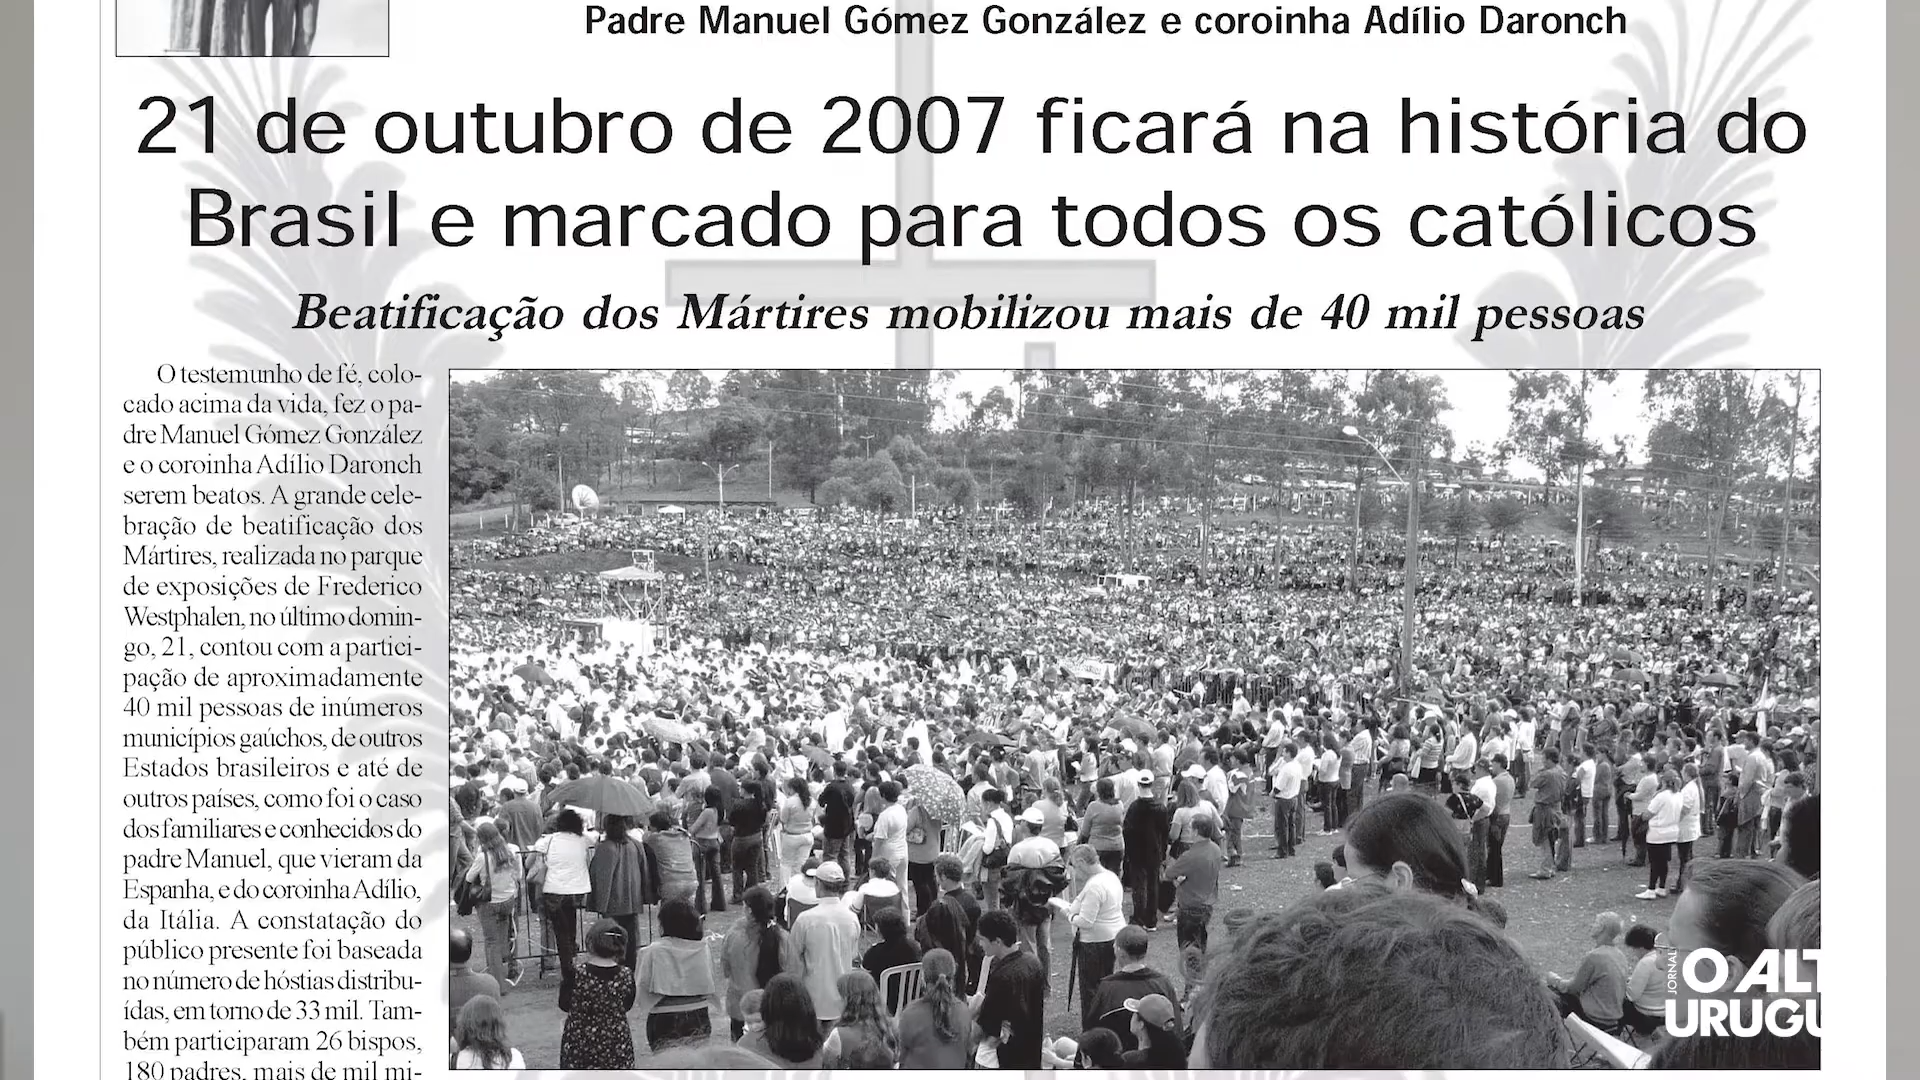 Padre Manuel Gómez González e coroinha Adílio Daronch
21 de outubro de 2007 ficará na história do
Brasil e marcado para todos os católicos
Beatificação dos Mártires mobilizou mais de 40 mil pessoas
O testemunho de fé, colo-
cado acima da vida, fez o pa-
dre Manuel Gómez González
e o coroinha Adílio Daronch
serem beatos. A grande cele-
bração de beatificação dos
Mártires, realizada no parque
de exposições de Frederico
Westphalen, no último domin-
go, 21, contou com a partici-
pação de aproximadamente
40 mil pessoas de inúmeros
municípios gaúchos, de outros
Estados brasileiros e até de
outros países, como foi o caso
dos familiares e conhecidos do
padre Manuel, que vieram da
Espanha, e do coroinha Adílio,
da Itália. A constatação do
público presente foi baseada
no número de hóstias distribu-
ídas, em torno de 33 mil. Tam-
bém participaram 26 bispos,
180 padres, mais de mil mi-
JORNAL
O ALT
URUGU